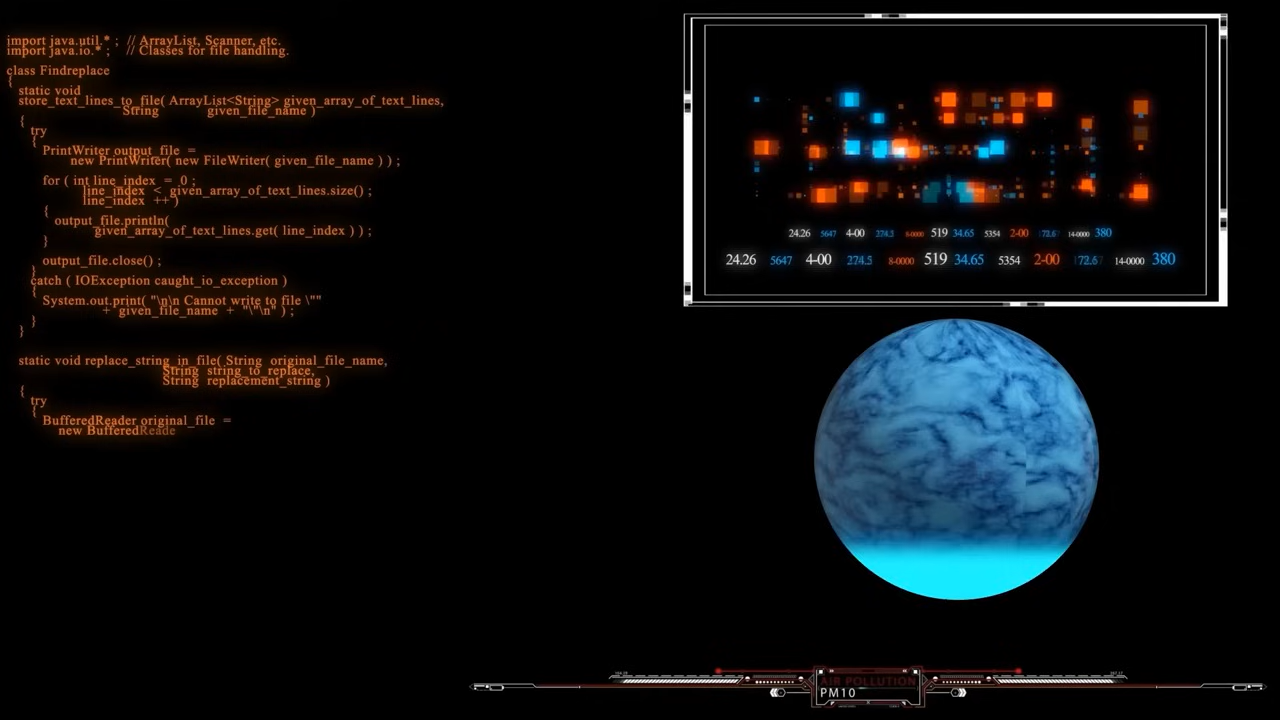 import java.util.* ;  // ArrayList, Scanner, etc.
import java.io.* ;    // Classes for file handling.
class Findreplace
{
static void
store_text_lines_to_file( ArrayList<String> given_array_of_text_lines,
String given_file_name )
{
try
{
PrintWriter output_file =
new PrintWriter( new FileWriter( given_file_name ) ) ;
for ( int line_index = 0 ;
line_index < given_array_of_text_lines.size() ;
line_index ++ )
{
output_file.println(
given_array_of_text_lines.get( line_index ) ) ;
}
output_file.close() ;
}
catch ( IOException caught_io_exception )
{
System.out.print( "\n\n Cannot write to file \""
+ given_file_name + "\"\n" ) ;
}
}
static void replace_string_in_file( String original_file_name,
String string_to_replace,
String replacement_string )
{
try
{
BufferedReader original_file =
new BufferedReade
24.26 5647 4-00 274.5 8-0000 519 34.65 5354 2-00 172.67 14-0000 380
24.26 5647 4-00 274.5 8-0000 519 34.65 5354 2-00 172.67 14-0000 380
AIR POLLUTION
PM10